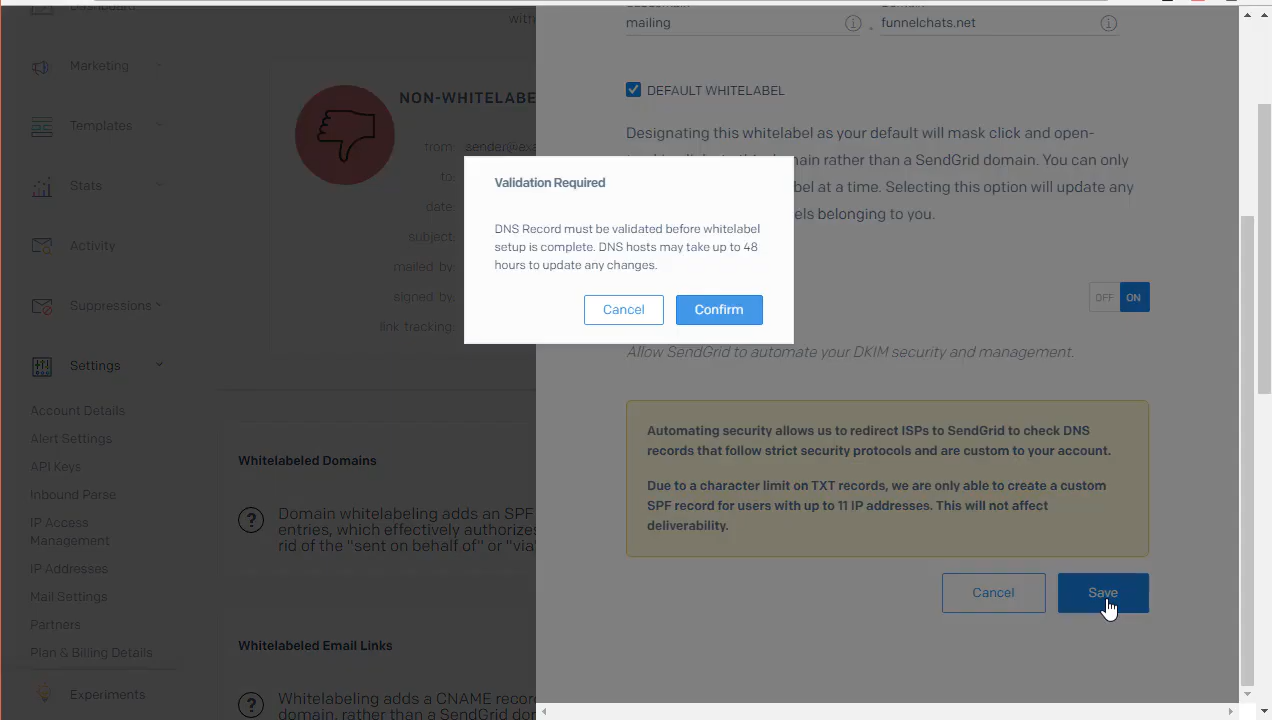 Dashboard
Marketing
Templates
Stats
Activity
Suppressions
Settings
Account Details
Alert Settings
API Keys
Inbound Parse
IP Access
Management
IP Addresses
Mail Settings
Partners
Plan & Billing Details
Experiments
with
NON-WHITELABE
from: sender@exa
to:
date:
subject:
mailed by:
signed by:
link tracking:
Whitelabeled Domains
Domain whitelabeling adds an SPF
entries, which effectively authorizes
rid of the "sent on behalf of" or "via"
Whitelabeled Email Links
Whitelabeling adds a CNAME record
domain, rather than a SendGrid dom
mailing . funnelchats.net
DEFAULT WHITELABEL
Designating this whitelabel as your default will mask click and open-
ain rather than a SendGrid domain. You can only
el at a time. Selecting this option will update any
els belonging to you.
OFF ON
Allow SendGrid to automate your DKIM security and management.
Automating security allows us to redirect ISPs to SendGrid to check DNS
records that follow strict security protocols and are custom to your account.
Due to a character limit on TXT records, we are only able to create a custom
SPF record for users with up to 11 IP addresses. This will not affect
deliverability.
Cancel Save
Validation Required
DNS Record must be validated before whitelabel
setup is complete. DNS hosts may take up to 48
hours to update any changes.
Cancel Confirm